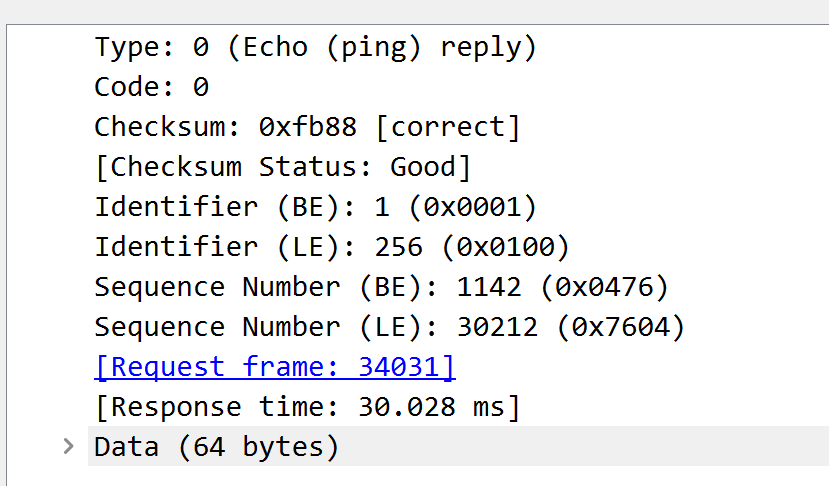 Type: 0 (Echo (ping) reply)
Code: 0
Checksum: 0xfb88 [correct]
[Checksum Status: Good]
Identifier (BE): 1 (0x0001)
Identifier (LE): 256 (0x0100)
Sequence Number (BE): 1142 (0x0476)
Sequence Number (LE): 30212 (0x7604)
[Request frame: 34031]
[Response time: 30.028 ms]
Data (64 bytes)